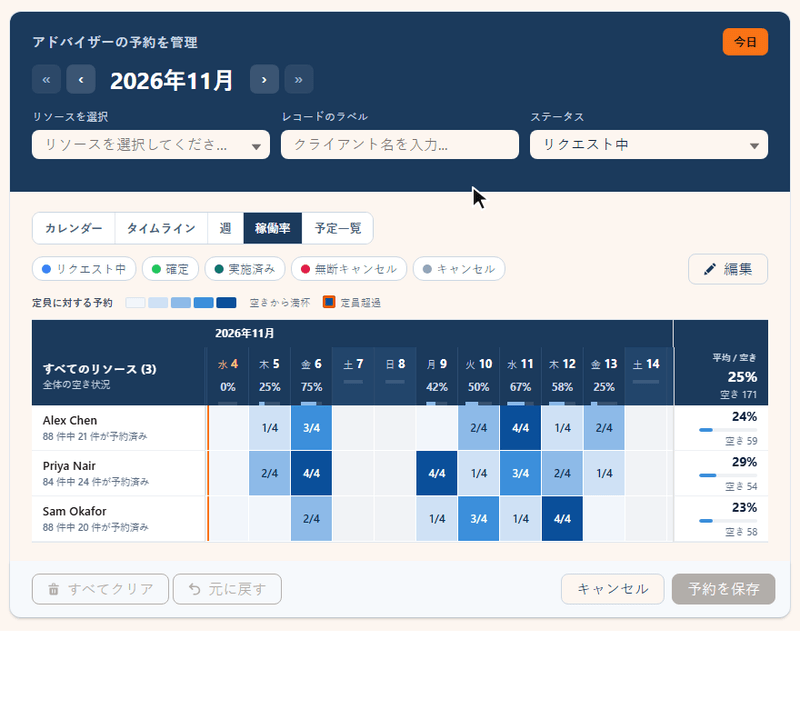 アドバイザーの予約を管理
今日
« ‹ 2026年11月 › »
リソースを選択 レコードのラベル ステータス
リソースを選択してくださ... クライアント名を入力... リクエスト中
カレンダー タイムライン 週 稼働率 予定一覧
リクエスト中 確定 実施済み 無断キャンセル キャンセル 編集
定員に対する予約 空きから満杯 定員超過
2026年11月
すべてのリソース (3) 水 4 木 5 金 6 土 7 日 8 月 9 火 10 水 11 木 12 金 13 土 14 平均 / 空き
全体の空き状況 0% 25% 75% 42% 50% 67% 58% 25% 25%
空き 171
Alex Chen 1/4 3/4 2/4 4/4 1/4 2/4 24%
88 件中 21 件が予約済み 空き 59
Priya Nair 2/4 4/4 4/4 1/4 3/4 2/4 1/4 29%
84 件中 24 件が予約済み 空き 54
Sam Okafor 2/4 1/4 3/4 1/4 4/4 23%
88 件中 20 件が予約済み 空き 58
すべてクリア 元に戻す キャンセル 予約を保存